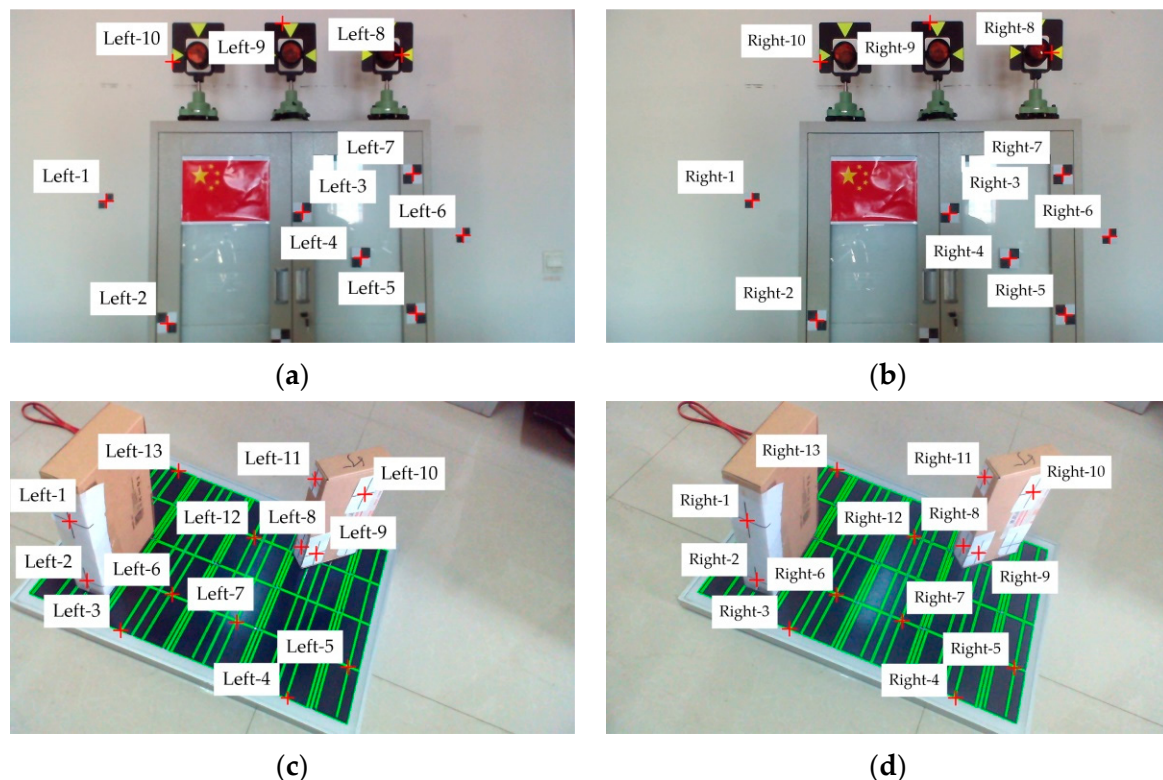 Left-10
Left-9
Left-8
Left-7
Left-1
Left-3
Left-6
Left-4
Left-5
Left-2
(a)
Right-10
Right-9
Right-8
Right-7
Right-1
Right-3
Right-6
Right-4
Right-2
Right-5
(b)
Left-13
Left-11
Left-10
Left-1
Left-12
Left-8
Left-9
Left-2
Left-6
Left-7
Left-3
Left-5
Left-4
(c)
Right-13
Right-11
Right-10
Right-1
Right-12
Right-8
Right-2
Right-6
Right-9
Right-7
Right-3
Right-5
Right-4
(d)